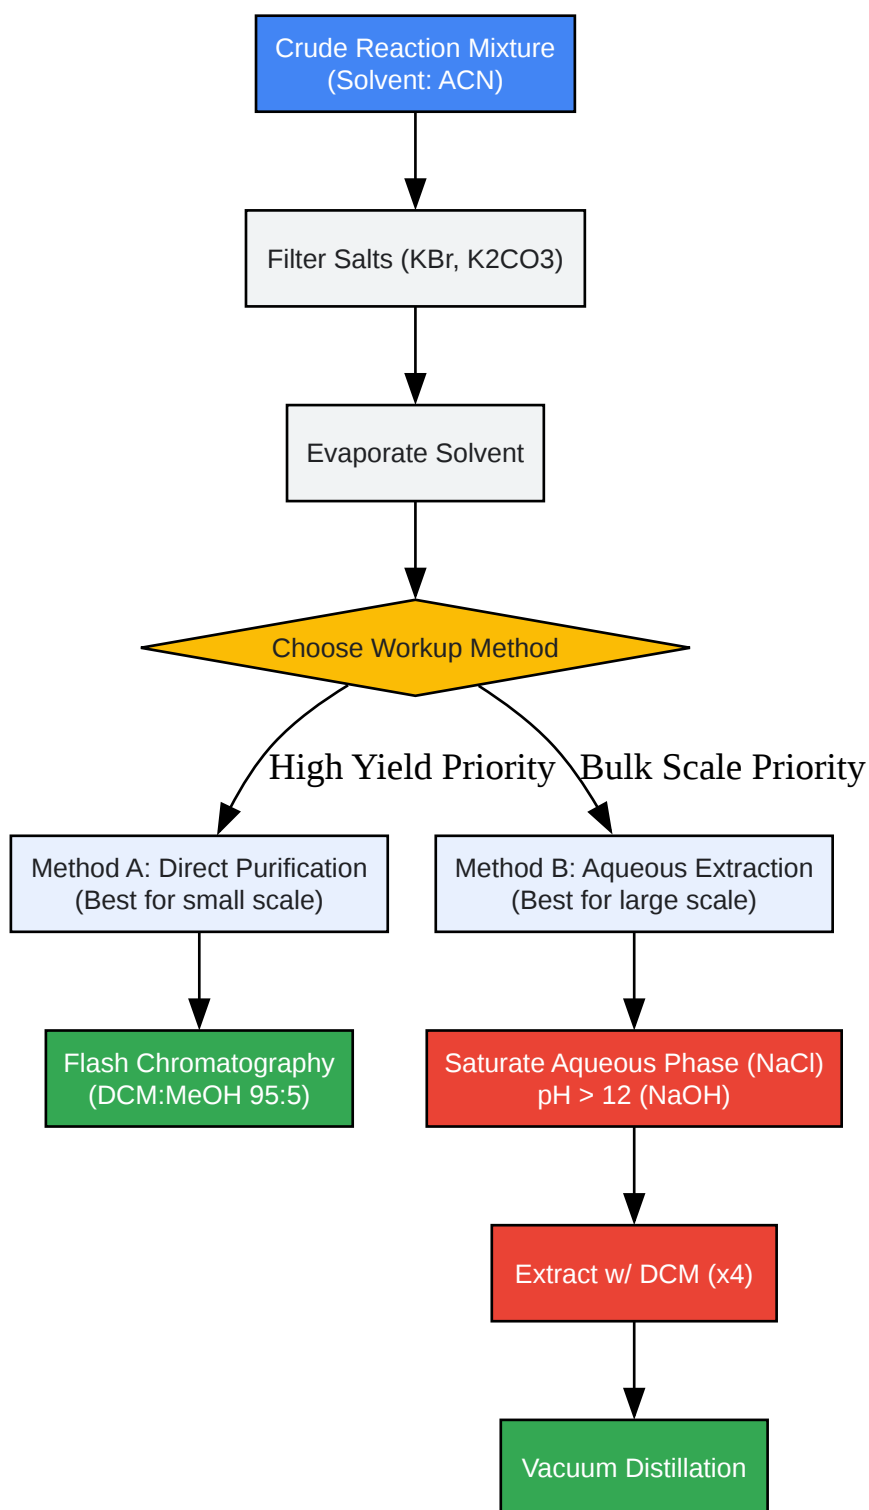 Crude Reaction Mixture
(Solvent: ACN)
Filter Salts (KBr, K2CO3)
Evaporate Solvent
Choose Workup Method
High Yield Priority
Bulk Scale Priority
Method A: Direct Purification
(Best for small scale)
Method B: Aqueous Extraction
(Best for large scale)
Flash Chromatography
(DCM:MeOH 95:5)
Saturate Aqueous Phase (NaCl)
pH > 12 (NaOH)
Extract w/ DCM (x4)
Vacuum Distillation